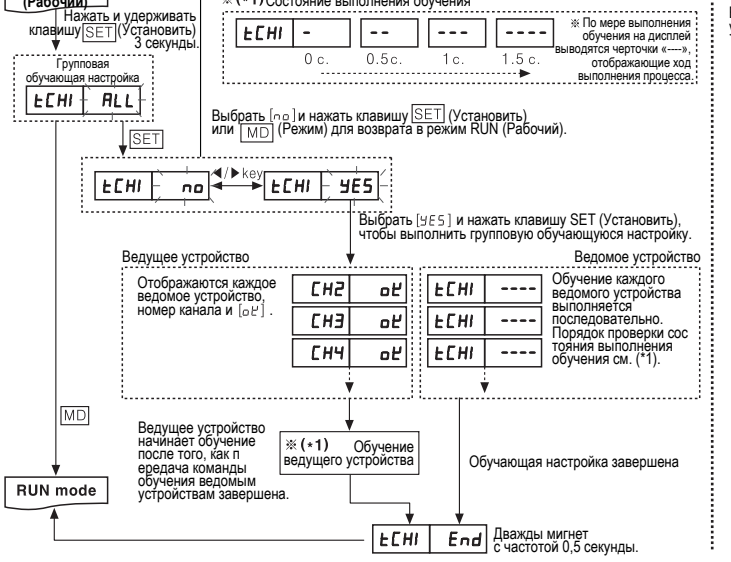 (Рабочий)
Нажать и удерживать
клавишу SET (Установить)
3 секунды.
Групповая
обучающая настройка
tCHI ALL
SET
※(*1)Состояние выполнения обучения
tCHI - -- --- ----
0 с. 0.5с. 1с. 1.5 с.
※ По мере выполнения
обучения на дисплей
выводятся черточки «----»,
отображающие ход
выполнения процесса.
Выбрать [no] и нажать клавишу SET (Установить)
или MD (Режим) для возврата в режим RUN (Рабочий).
tCHI no ◀/▶ key tCHI YES
Выбрать [YES] и нажать клавишу SET (Установить),
чтобы выполнить групповую обучающуюся настройку.
Ведущее устройство
Отображаются каждое
ведомое устройство,
номер канала и [oK] .
CH2 oK
CH3 oK
CH4 oK
Ведомое устройство
tCHI ----
tCHI ----
tCHI ----
Обучение каждого
ведомого устройства
выполняется
последовательно.
Порядок проверки сос
тояния выполнения
обучения см. (*1).
MD
Ведущее устройство
начинает обучение
после того, как п
ередача команды
обучения ведомым
устройствам завершена.
※(*1) Обучение
ведущего устройства
Обучающая настройка завершена
RUN mode
tCHI End
Дважды мигнет
с частотой 0,5 секунды.